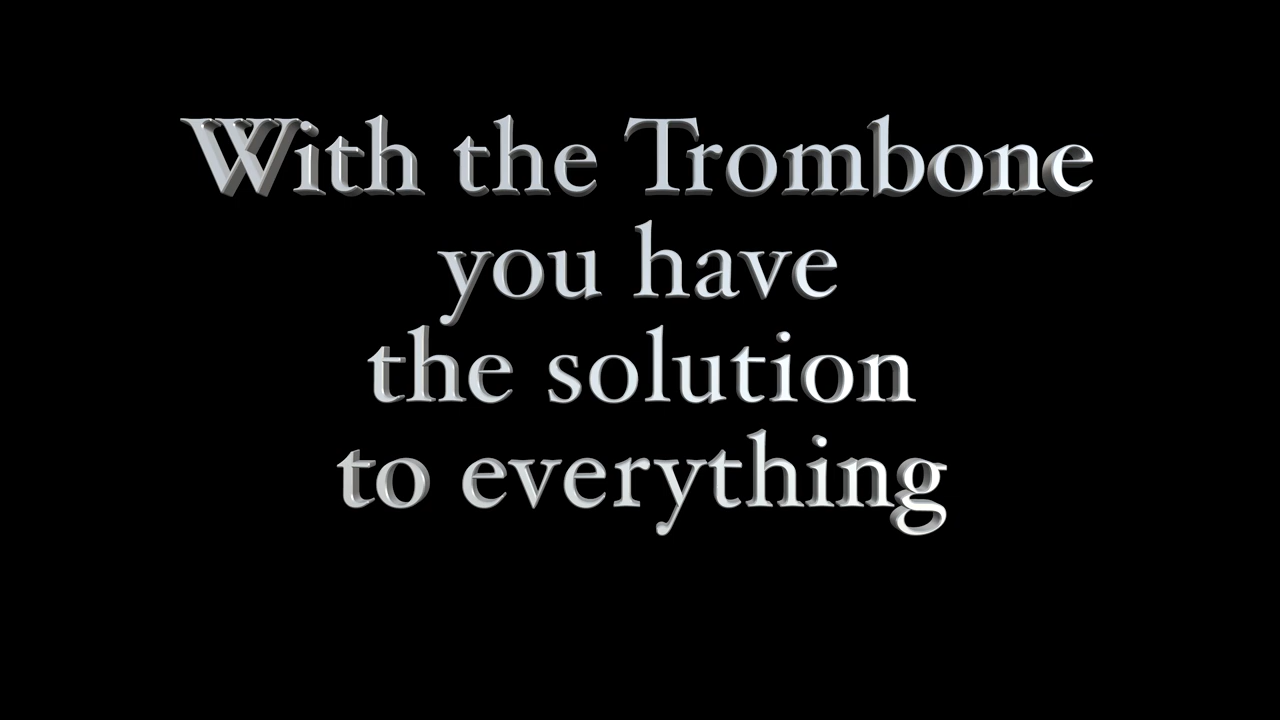 With the Trombone
you have
the solution
to everything